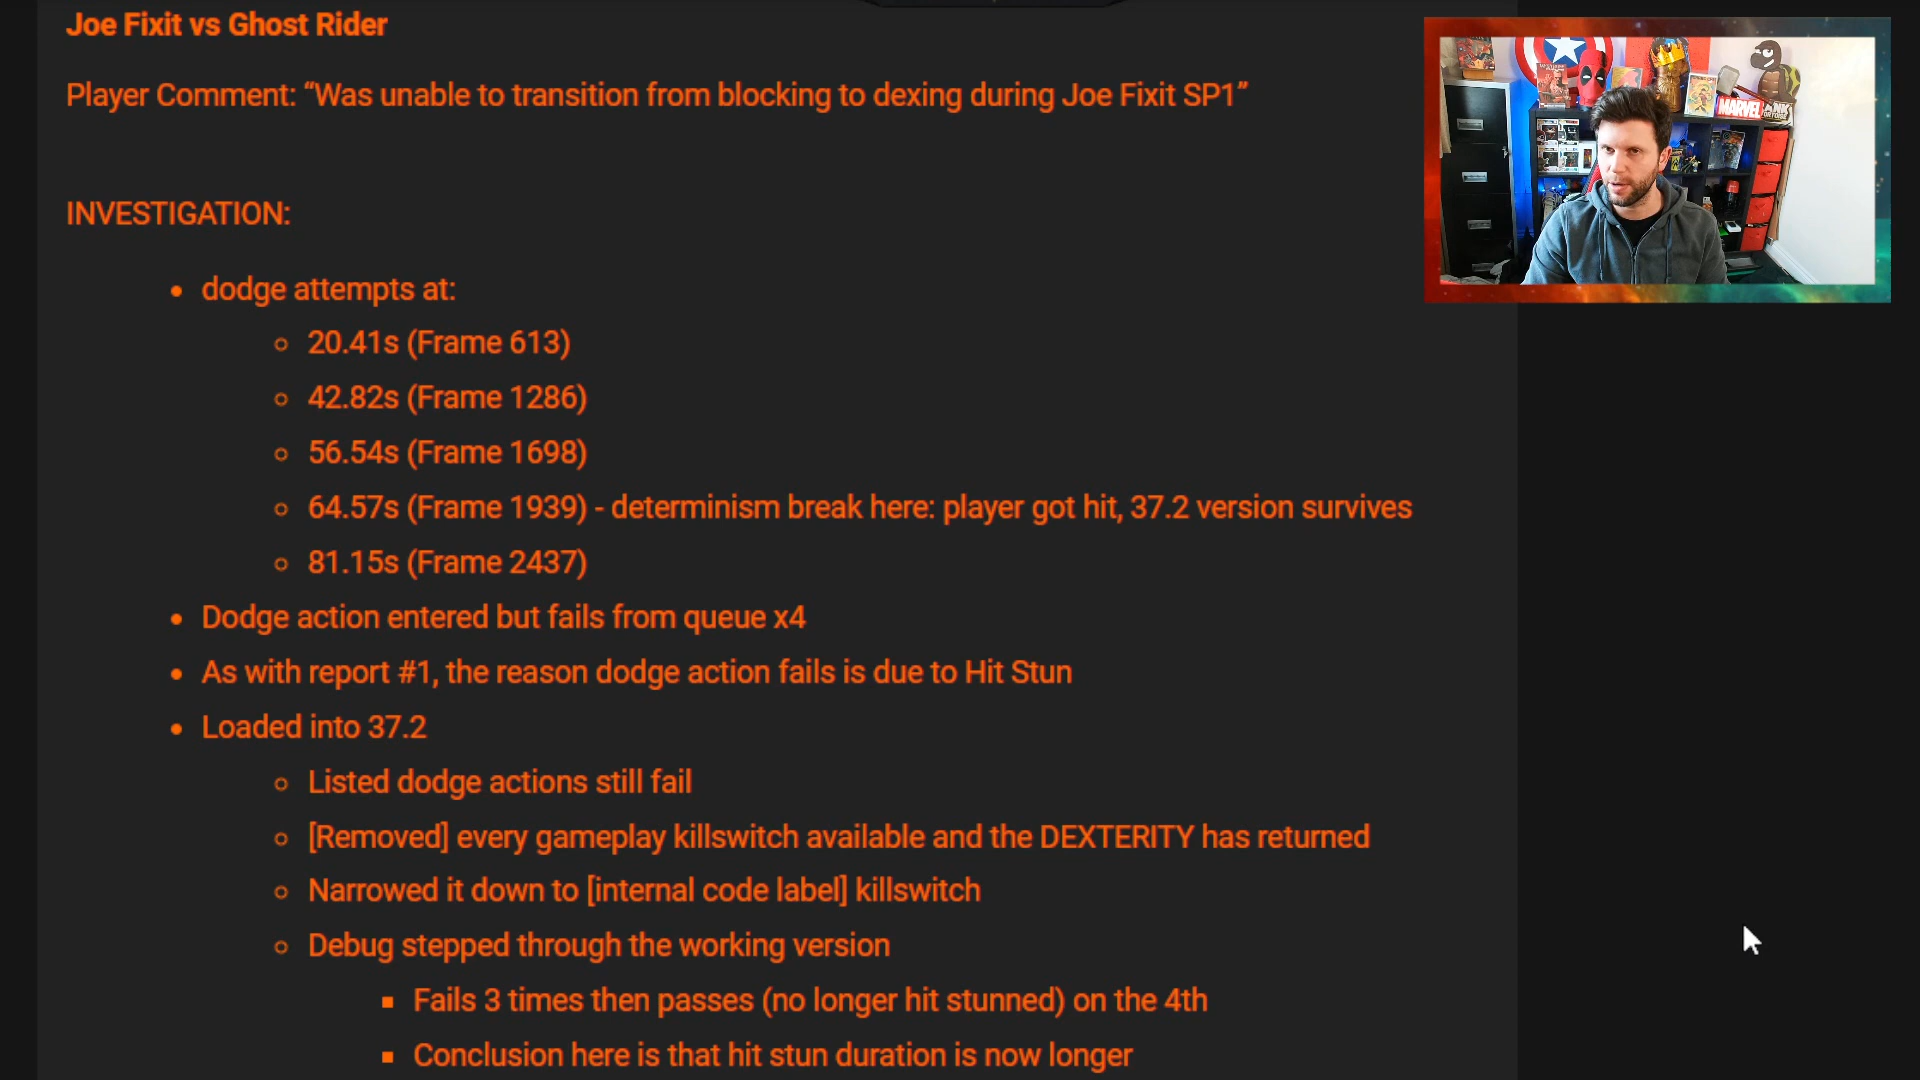 Joe Fixit vs Ghost Rider
Player Comment: “Was unable to transition from blocking to dexing during Joe Fixit SP1”
INVESTIGATION:
dodge attempts at:
20.41s (Frame 613)
42.82s (Frame 1286)
56.54s (Frame 1698)
64.57s (Frame 1939) - determinism break here: player got hit, 37.2 version survives
81.15s (Frame 2437)
Dodge action entered but fails from queue x4
As with report #1, the reason dodge action fails is due to Hit Stun
Loaded into 37.2
Listed dodge actions still fail
[Removed] every gameplay killswitch available and the DEXTERITY has returned
Narrowed it down to [internal code label] killswitch
Debug stepped through the working version
Fails 3 times then passes (no longer hit stunned) on the 4th
Conclusion here is that hit stun duration is now longer
MARVEL